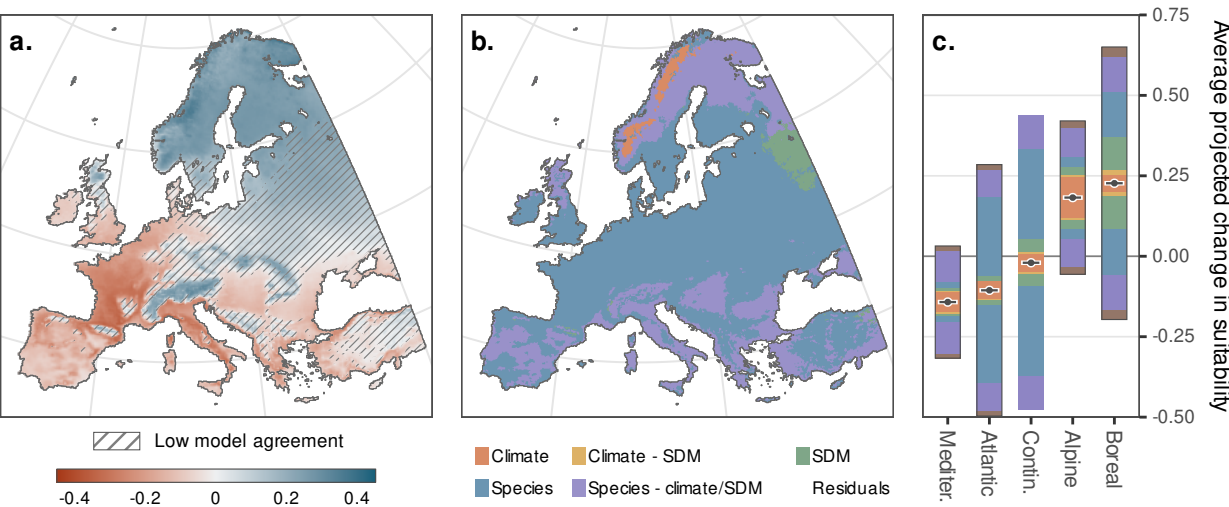 a.
b.
c.
0.75
0.50
0.25
0.00
-0.25
-0.50
Average projected change in suitability
Mediter.
Atlantic
Contin.
Alpine
Boreal
Low model agreement
-0.4 -0.2 0 0.2 0.4
Climate Climate - SDM SDM
Species Species - climate/SDM Residuals